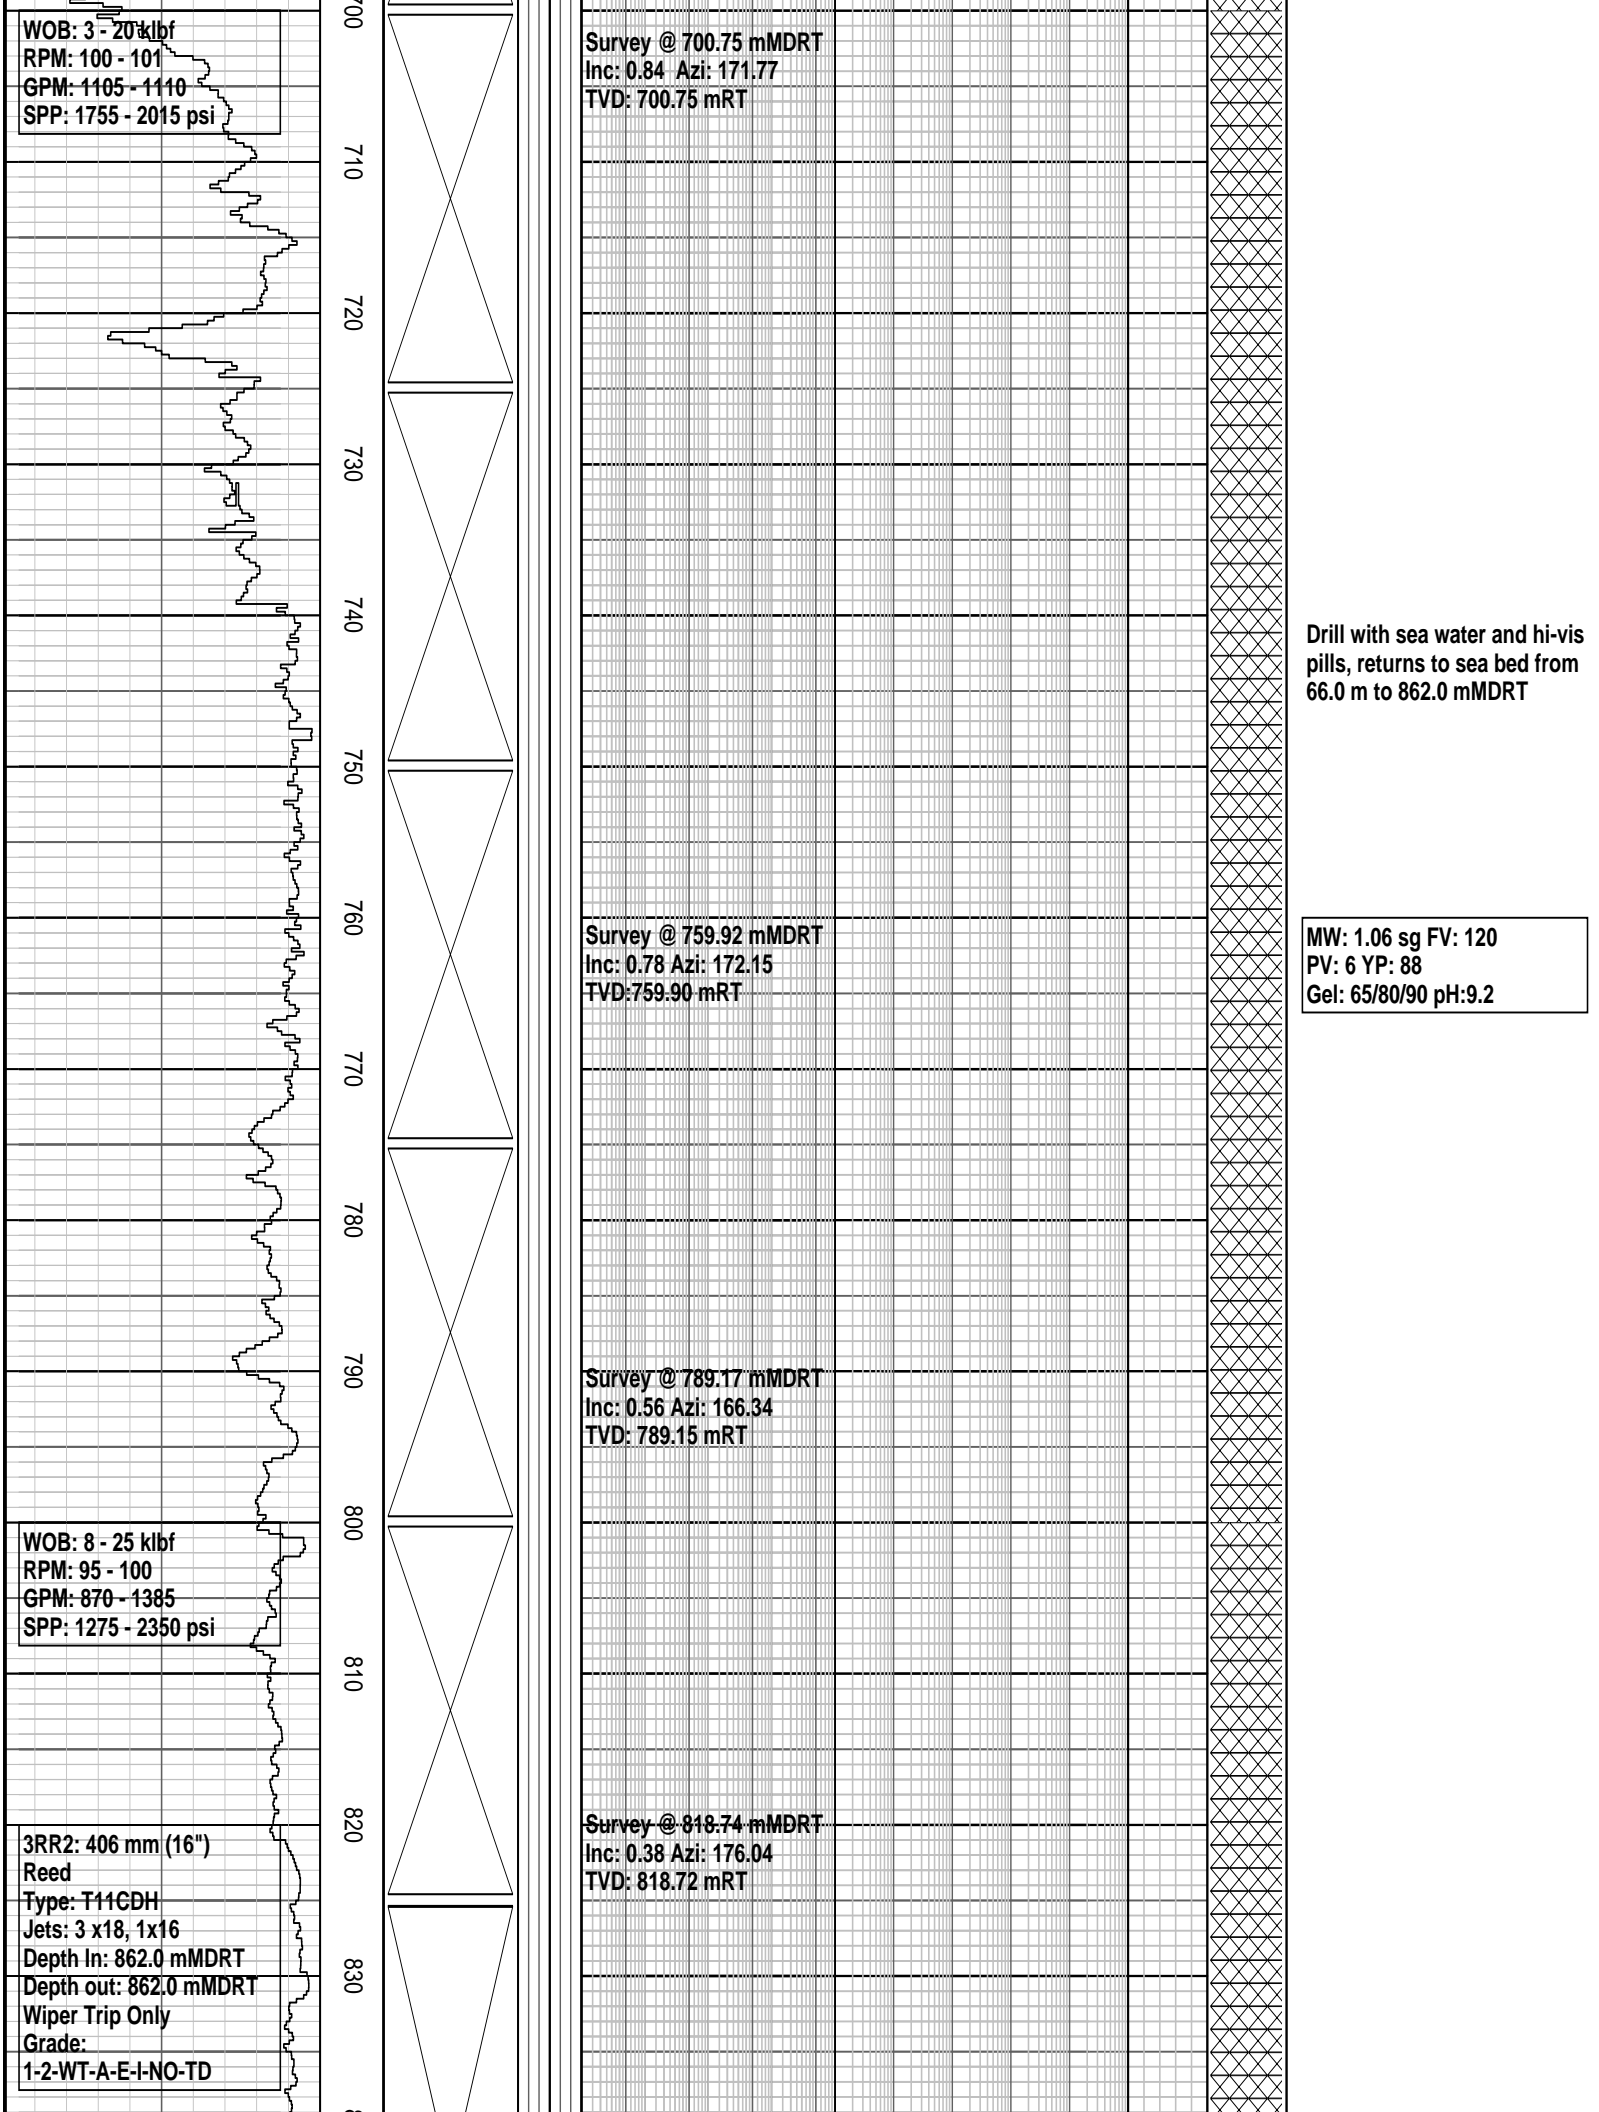 700
WOB: 3 - 20 klbf
RPM: 100 - 101
GPM: 1105 - 1110
SPP: 1755 - 2015 psi
Survey @ 700.75 mMDRT
Inc: 0.84 Azi: 171.77
TVD: 700.75 mRT
710
720
730
740
Drill with sea water and hi-vis
pills, returns to sea bed from
66.0 m to 862.0 mMDRT
750
760
Survey @ 759.92 mMDRT
Inc: 0.78 Azi: 172.15
TVD:759.90 mRT
MW: 1.06 sg FV: 120
PV: 6 YP: 88
Gel: 65/80/90 pH:9.2
770
780
790
Survey @ 789.17 mMDRT
Inc: 0.56 Azi: 166.34
TVD: 789.15 mRT
800
WOB: 8 - 25 klbf
RPM: 95 - 100
GPM: 870 - 1385
SPP: 1275 - 2350 psi
810
820
Survey @ 818.74 mMDRT
Inc: 0.38 Azi: 176.04
TVD: 818.72 mRT
3RR2: 406 mm (16")
Reed
Type: T11CDH
Jets: 3 x18, 1x16
Depth In: 862.0 mMDRT
Depth out: 862.0 mMDRT
Wiper Trip Only
Grade:
1-2-WT-A-E-I-NO-TD
830